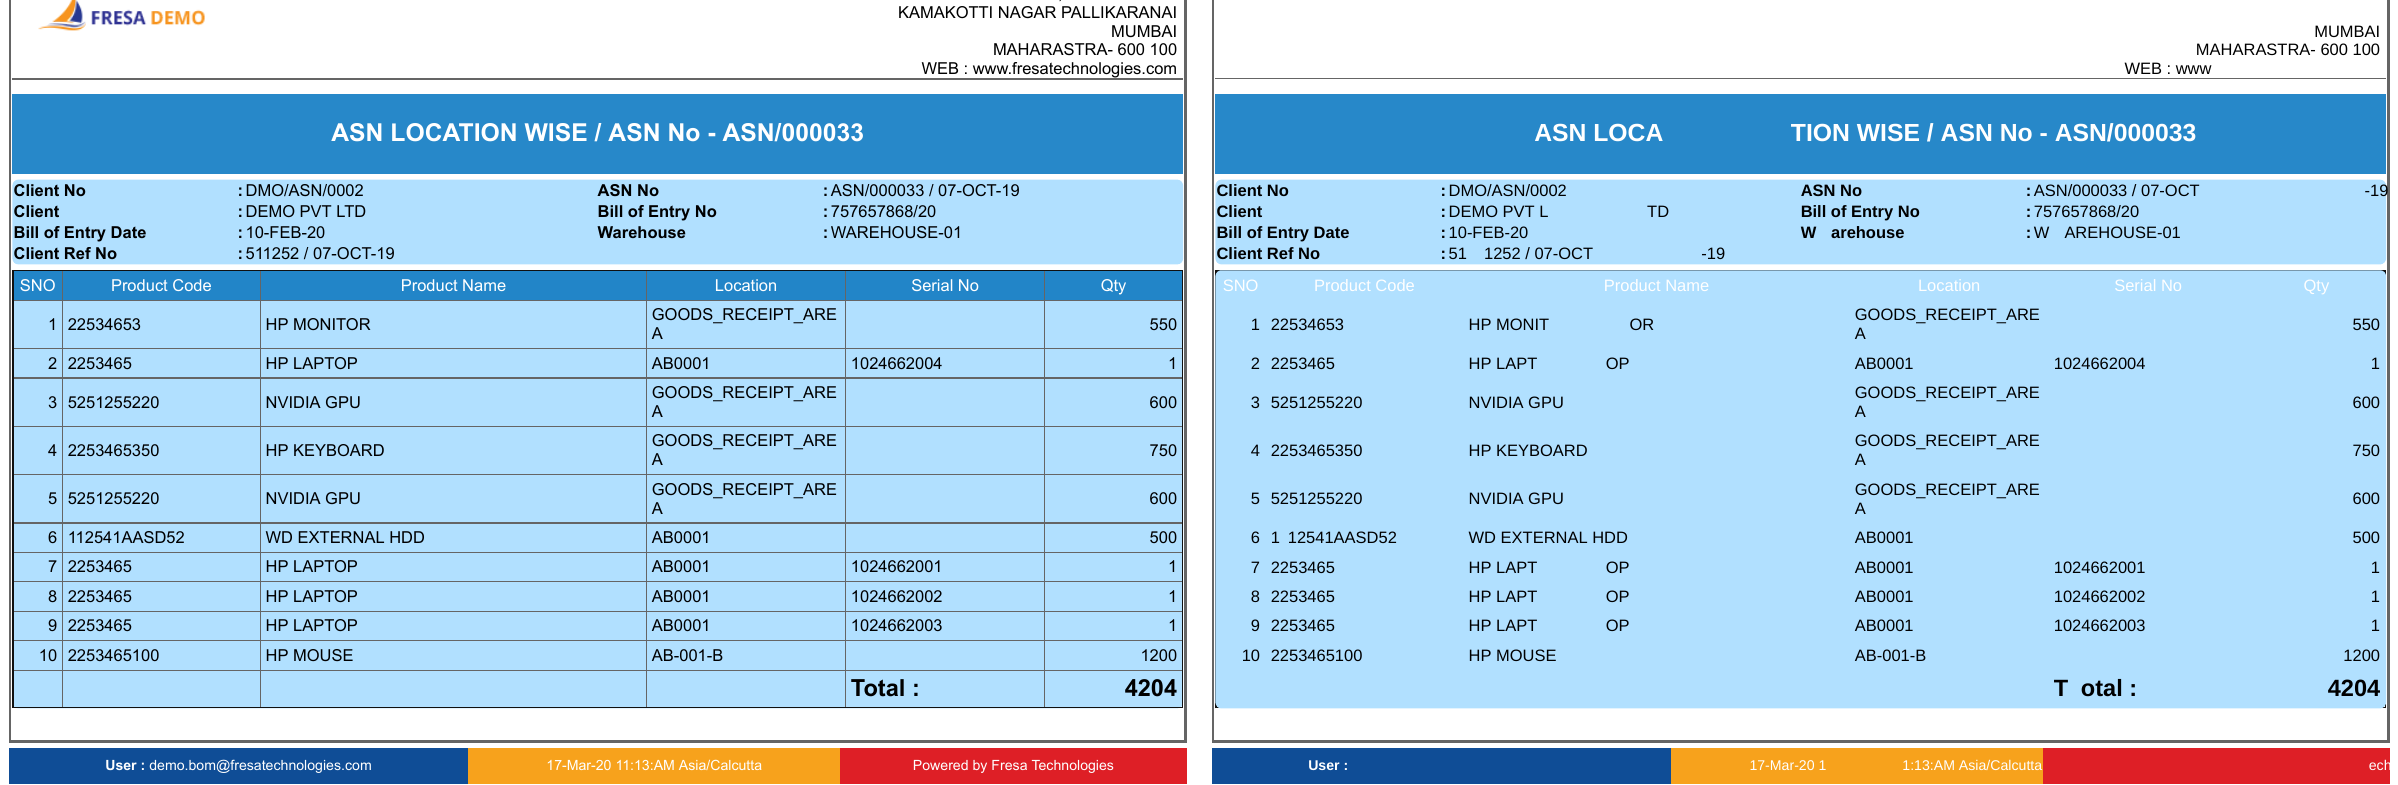 FRESA DEMO
KAMAKOTTI NAGAR PALLIKARANAI
MUMBAI
MAHARASTRA- 600 100
WEB : www.fresatechnologies.com
ASN LOCATION WISE / ASN No - ASN/000033
Client No : DMO/ASN/0002 ASN No : ASN/000033 / 07-OCT-19
Client : DEMO PVT LTD Bill of Entry No : 757657868/20
Bill of Entry Date : 10-FEB-20 Warehouse : WAREHOUSE-01
Client Ref No : 511252 / 07-OCT-19
SNO Product Code Product Name Location Serial No Qty
1 22534653 HP MONITOR GOODS_RECEIPT_ARE 550
A
2 2253465 HP LAPTOP AB0001 1024662004 1
3 5251255220 NVIDIA GPU GOODS_RECEIPT_ARE 600
A
4 2253465350 HP KEYBOARD GOODS_RECEIPT_ARE 750
A
5 5251255220 NVIDIA GPU GOODS_RECEIPT_ARE 600
A
6 112541AASD52 WD EXTERNAL HDD AB0001 500
7 2253465 HP LAPTOP AB0001 1024662001 1
8 2253465 HP LAPTOP AB0001 1024662002 1
9 2253465 HP LAPTOP AB0001 1024662003 1
10 2253465100 HP MOUSE AB-001-B 1200
Total : 4204
User : demo.bom@fresatechnologies.com 17-Mar-20 11:13:AM Asia/Calcutta Powered by Fresa Technologies
MUMBAI
MAHARASTRA- 600 100
WEB : www
ASN LOCA TION WISE / ASN No - ASN/000033
Client No : DMO/ASN/0002 ASN No : ASN/000033 / 07-OCT -19
Client : DEMO PVT L TD Bill of Entry No : 757657868/20
Bill of Entry Date : 10-FEB-20 W arehouse : W AREHOUSE-01
Client Ref No : 51 1252 / 07-OCT -19
SNO Product Code Product Name Location Serial No Qty
1 22534653 HP MONIT OR GOODS_RECEIPT_ARE 550
A
2 2253465 HP LAPT OP AB0001 1024662004 1
3 5251255220 NVIDIA GPU GOODS_RECEIPT_ARE 600
A
4 2253465350 HP KEYBOARD GOODS_RECEIPT_ARE 750
A
5 5251255220 NVIDIA GPU GOODS_RECEIPT_ARE 600
A
6 1 12541AASD52 WD EXTERNAL HDD AB0001 500
7 2253465 HP LAPT OP AB0001 1024662001 1
8 2253465 HP LAPT OP AB0001 1024662002 1
9 2253465 HP LAPT OP AB0001 1024662003 1
10 2253465100 HP MOUSE AB-001-B 1200
T otal : 4204
User : 17-Mar-20 1 1:13:AM Asia/Calcutta ech